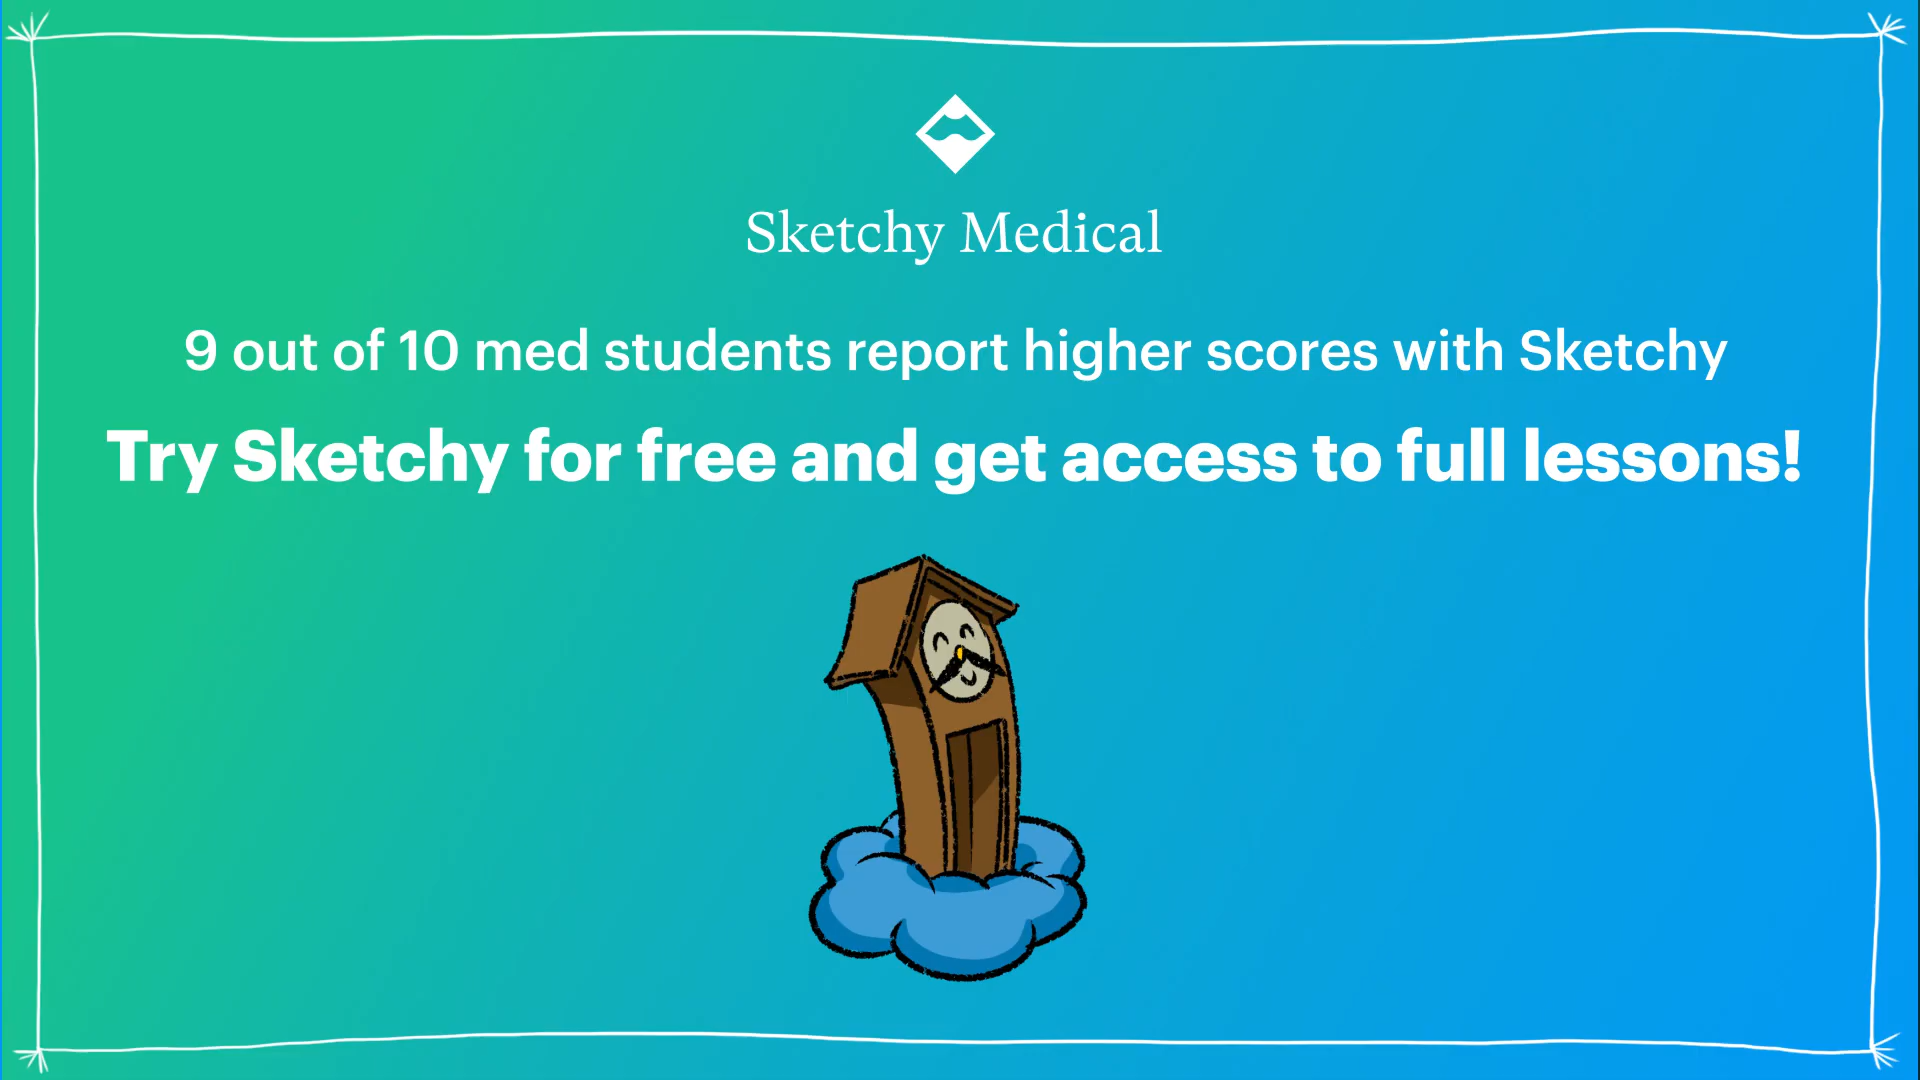 Sketchy Medical
9 out of 10 med students report higher scores with Sketchy
Try Sketchy for free and get access to full lessons!